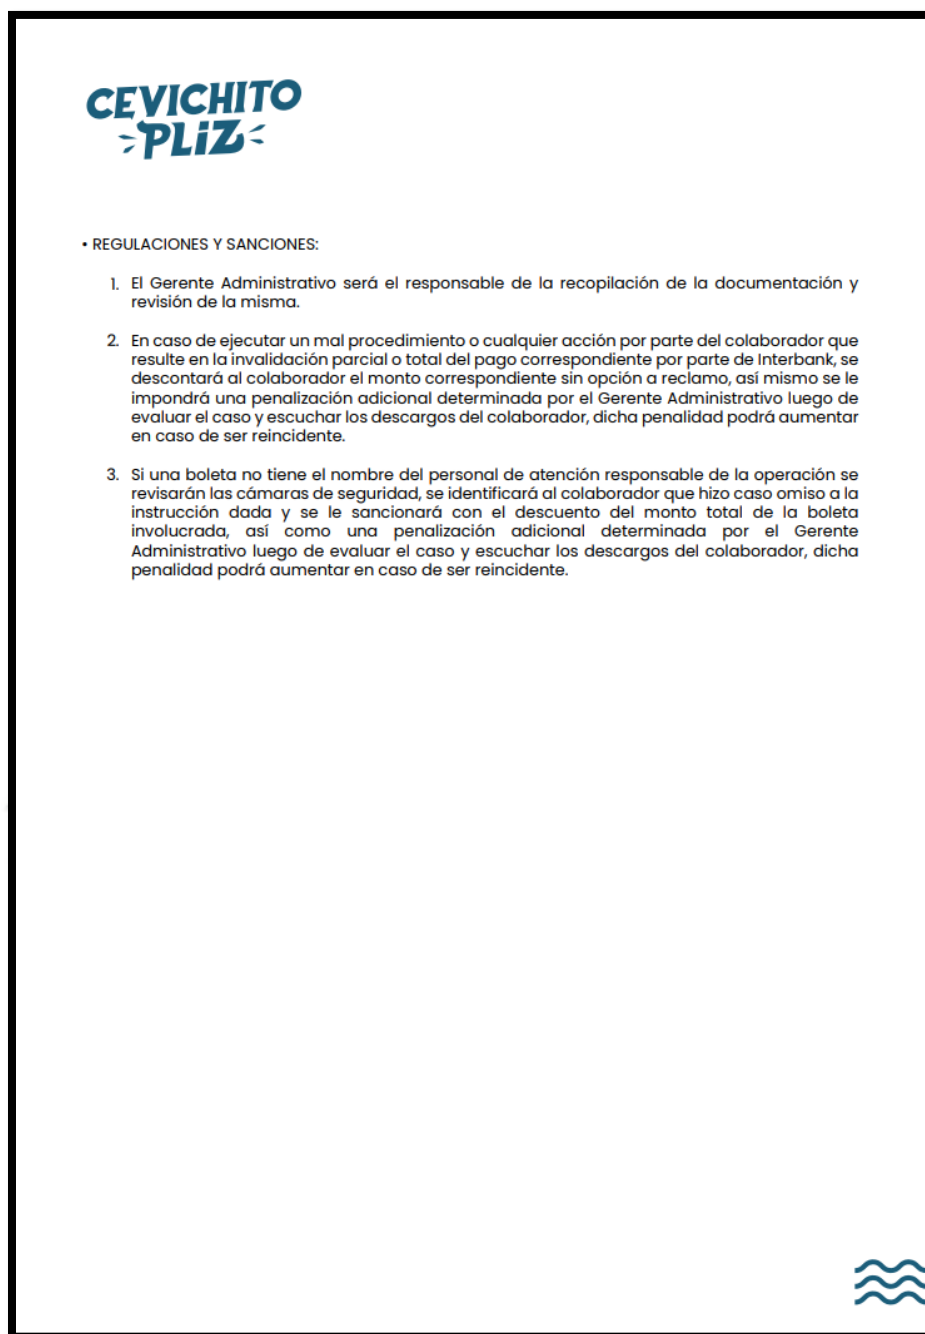 CEVICHITO
PLIZ
• REGULACIONES Y SANCIONES:
1. El Gerente Administrativo será el responsable de la recopilación de la documentación y
revisión de la misma.
2. En caso de ejecutar un mal procedimiento o cualquier acción por parte del colaborador que
resulte en la invalidación parcial o total del pago correspondiente por parte de Interbank, se
descontará al colaborador el monto correspondiente sin opción a reclamo, así mismo se le
impondrá una penalización adicional determinada por el Gerente Administrativo luego de
evaluar el caso y escuchar los descargos del colaborador, dicha penalidad podrá aumentar
en caso de ser reincidente.
3. Si una boleta no tiene el nombre del personal de atención responsable de la operación se
revisarán las cámaras de seguridad, se identificará al colaborador que hizo caso omiso a la
instrucción dada y se le sancionará con el descuento del monto total de la boleta
involucrada, así como una penalización adicional determinada por el Gerente
Administrativo luego de evaluar el caso y escuchar los descargos del colaborador, dicha
penalidad podrá aumentar en caso de ser reincidente.